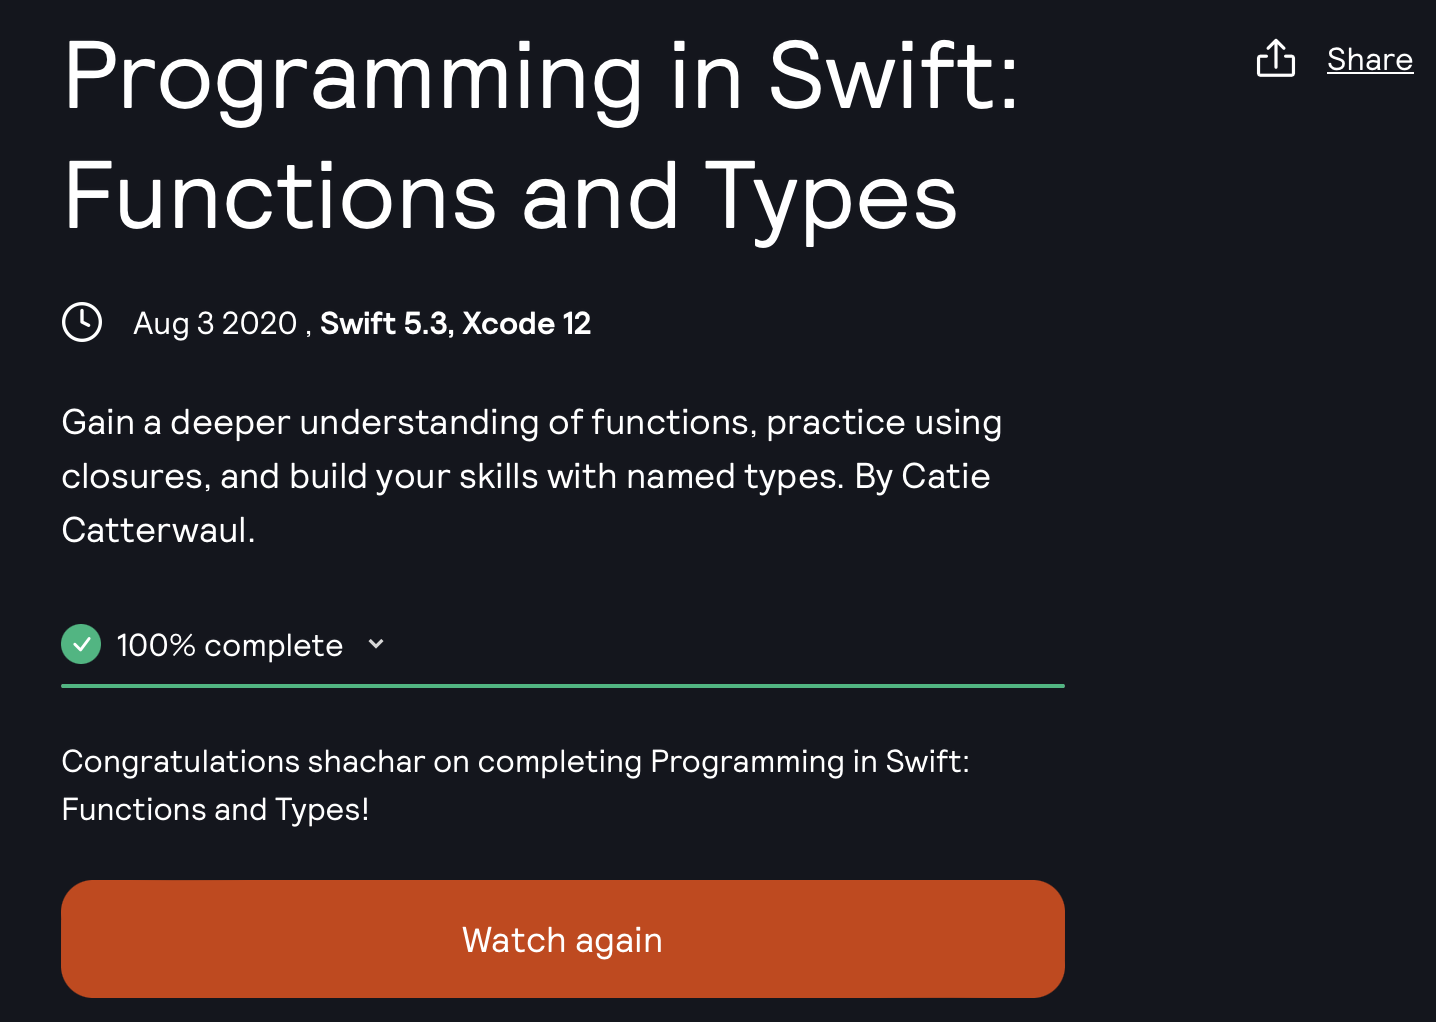 Programming in Swift:
Share
Functions and Types
Aug 3 2020 , Swift 5.3, Xcode 12
Gain a deeper understanding of functions, practice using
closures, and build your skills with named types. By Catie
Catterwaul.
100% complete
Congratulations shachar on completing Programming in Swift:
Functions and Types!
Watch again